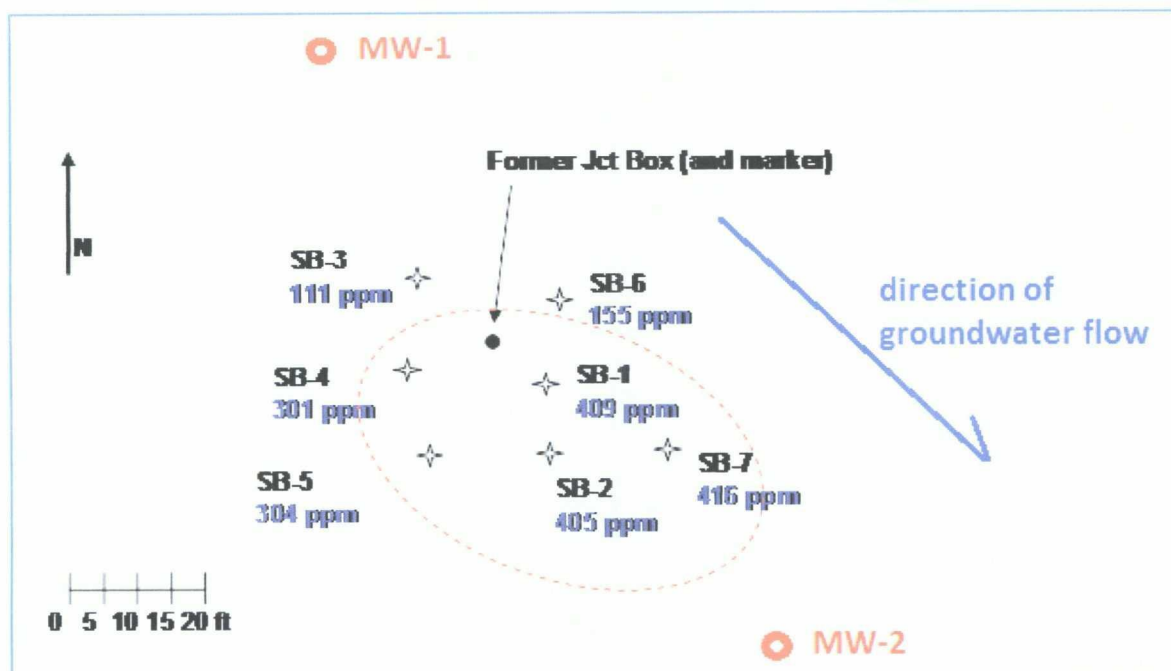 MW-1
Former Jct Box (and marker)
N
SB-3
111 ppm
SB-6
155 ppm
direction of
groundwater flow
SB-4
301 ppm
SB-1
409 ppm
SB-5
304 ppm
SB-2
405 ppm
SB-7
416 ppm
0 5 10 15 20 ft
MW-2